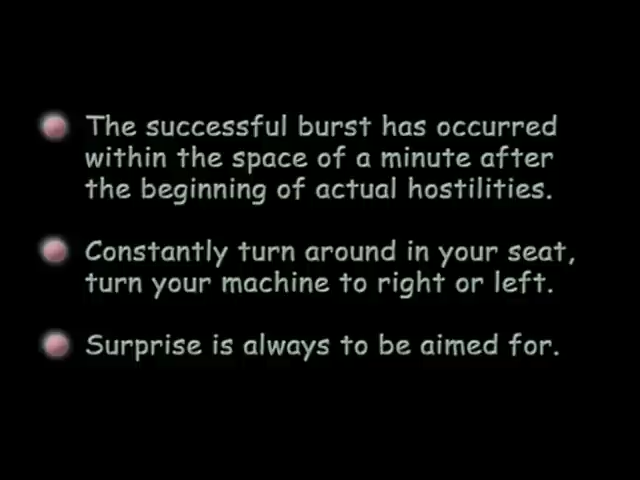 The successful burst has occurred
within the space of a minute after
the beginning of actual hostilities.
Constantly turn around in your seat,
turn your machine to right or left.
Surprise is always to be aimed for.